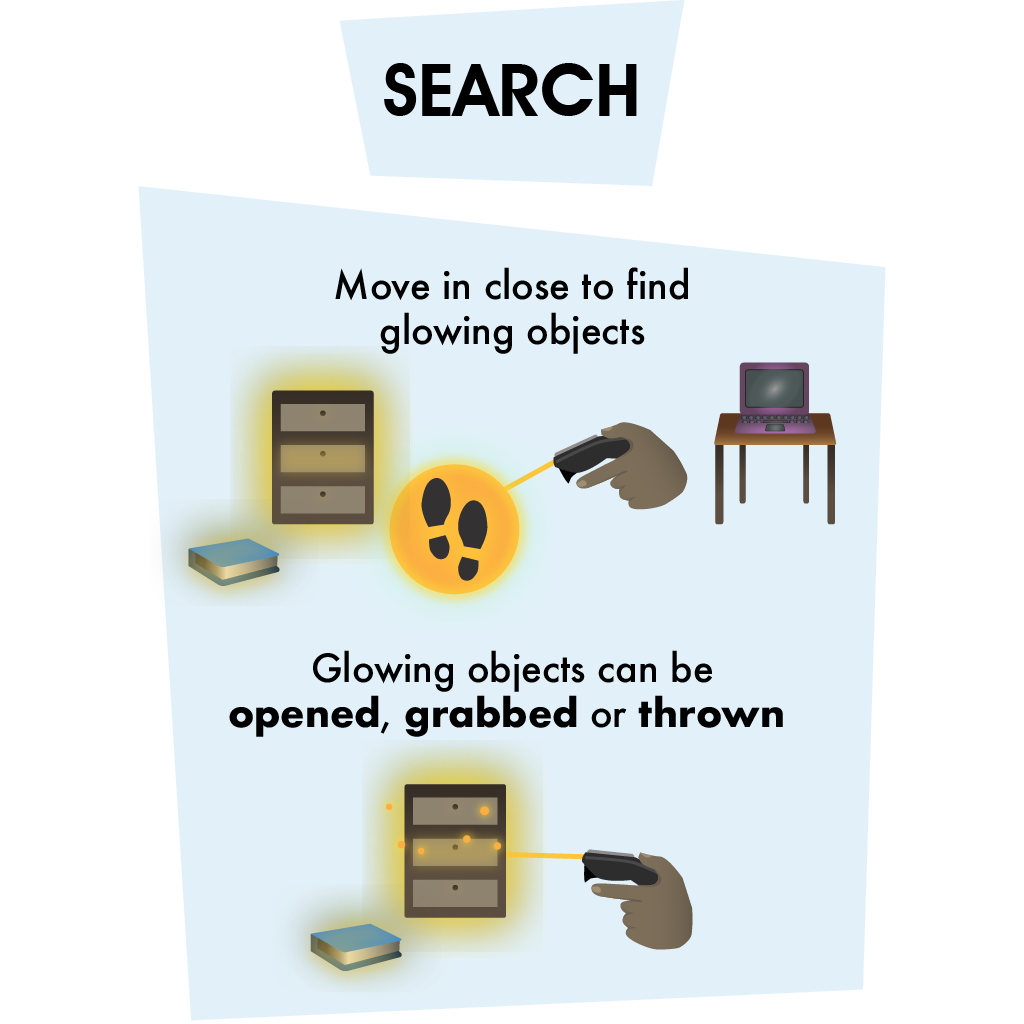 SEARCH
Move in close to find
glowing objects
Glowing objects can be
opened, grabbed or thrown